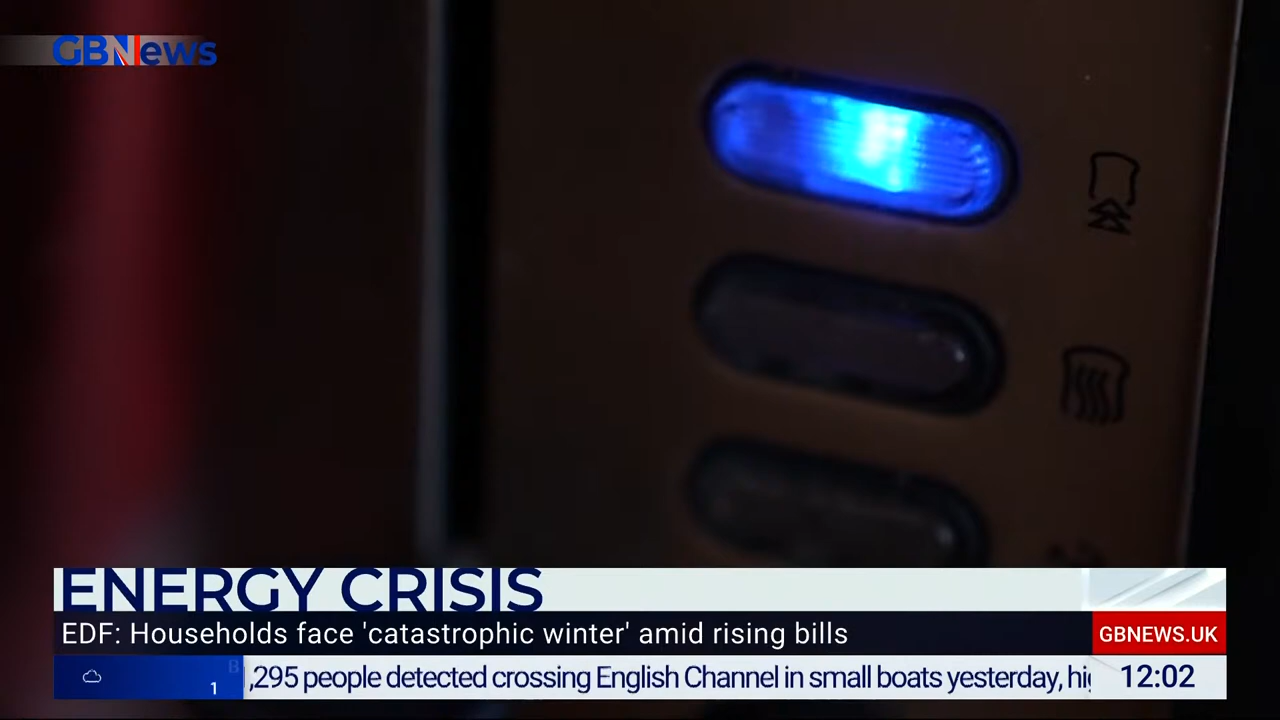 GBNews
ENERGY CRISIS
EDF: Households face 'catastrophic winter' amid rising bills
GBNEWS.UK
1
,295 people detected crossing English Channel in small boats yesterday,
12:02